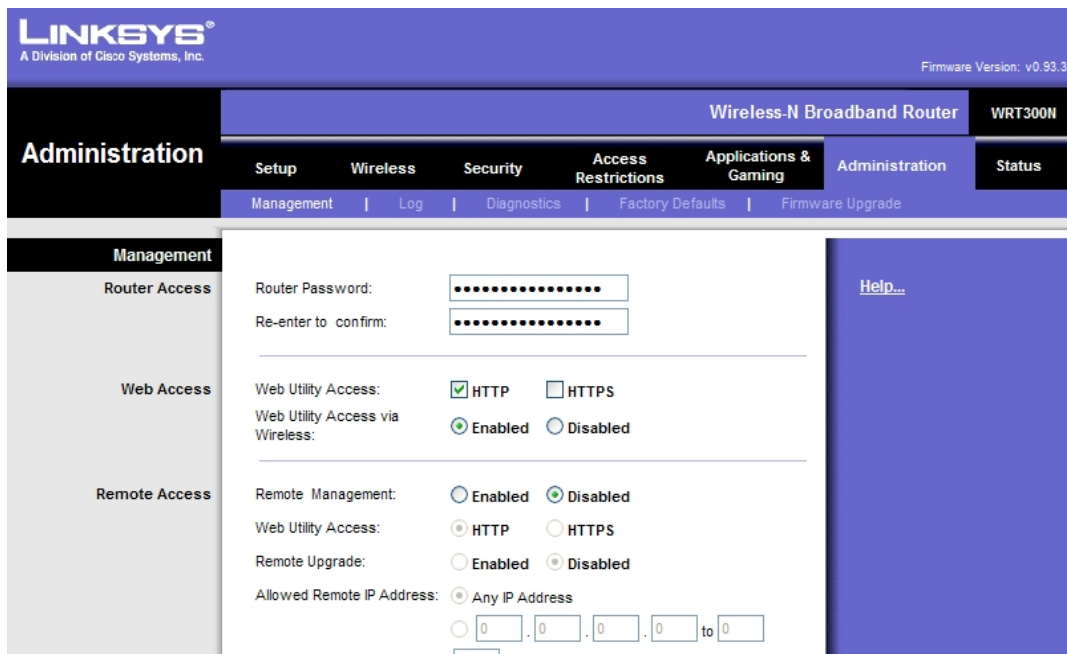 LINKSYS®
A Division of Cisco Systems, Inc.
Firmware Version: v0.93.3
Wireless-N Broadband Router WRT300N
Administration
Setup Wireless Security Access Restrictions Applications & Gaming Administration Status
Management | Log | Diagnostics | Factory Defaults | Firmware Upgrade
Management
Router Access
Router Password: ••••••••••••••••
Help...
Re-enter to confirm: ••••••••••••••••
Web Access
Web Utility Access: HTTP HTTPS
Web Utility Access via
Wireless: Enabled Disabled
Remote Access
Remote Management: Enabled Disabled
Web Utility Access: HTTP HTTPS
Remote Upgrade: Enabled Disabled
Allowed Remote IP Address: Any IP Address
0 . 0 . 0 . 0 to 0